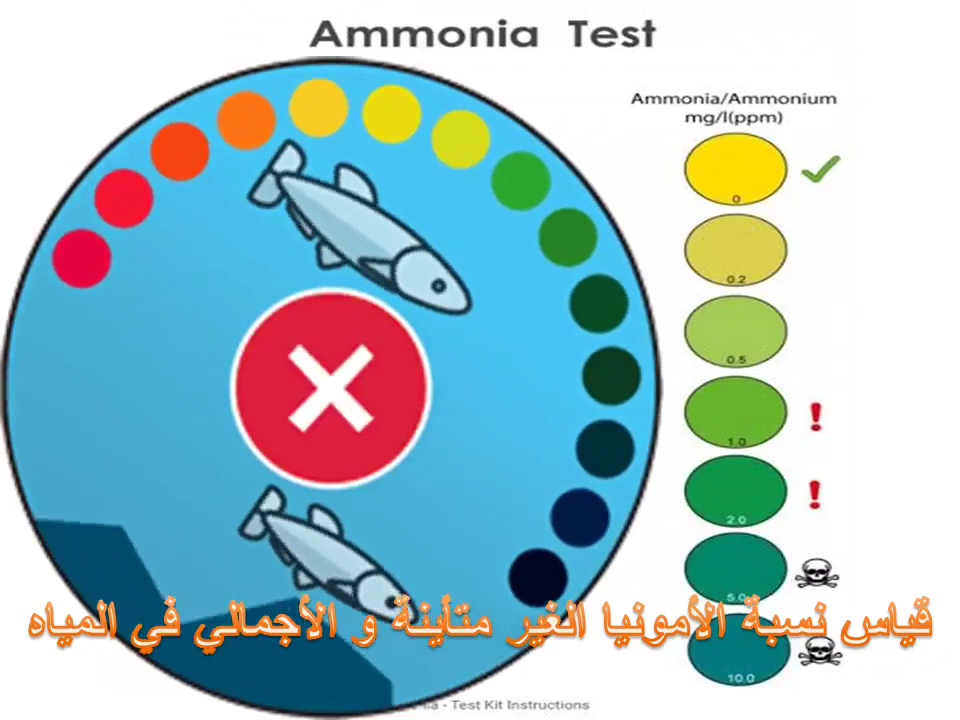 Ammonia Test
Ammonia/Ammonium
mg/l(ppm)
0
0.2
0.5
1.0
2.0
5.0
قياس نسبة الأمونيا الغير متأينة و الأجمالي في المياه
10.0
- Test Kit Instructions